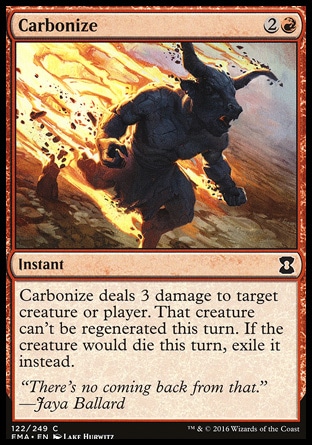 Carbonize 2
Instant
Carbonize deals 3 damage to target
creature or player. That creature
can't be regenerated this turn. If the
creature would die this turn, exile it
instead.
"There's no coming back from that."
—Jaya Ballard
122/249 C
EMA • EN Lake Hurwitz
™ & © 2016 Wizards of the Coast